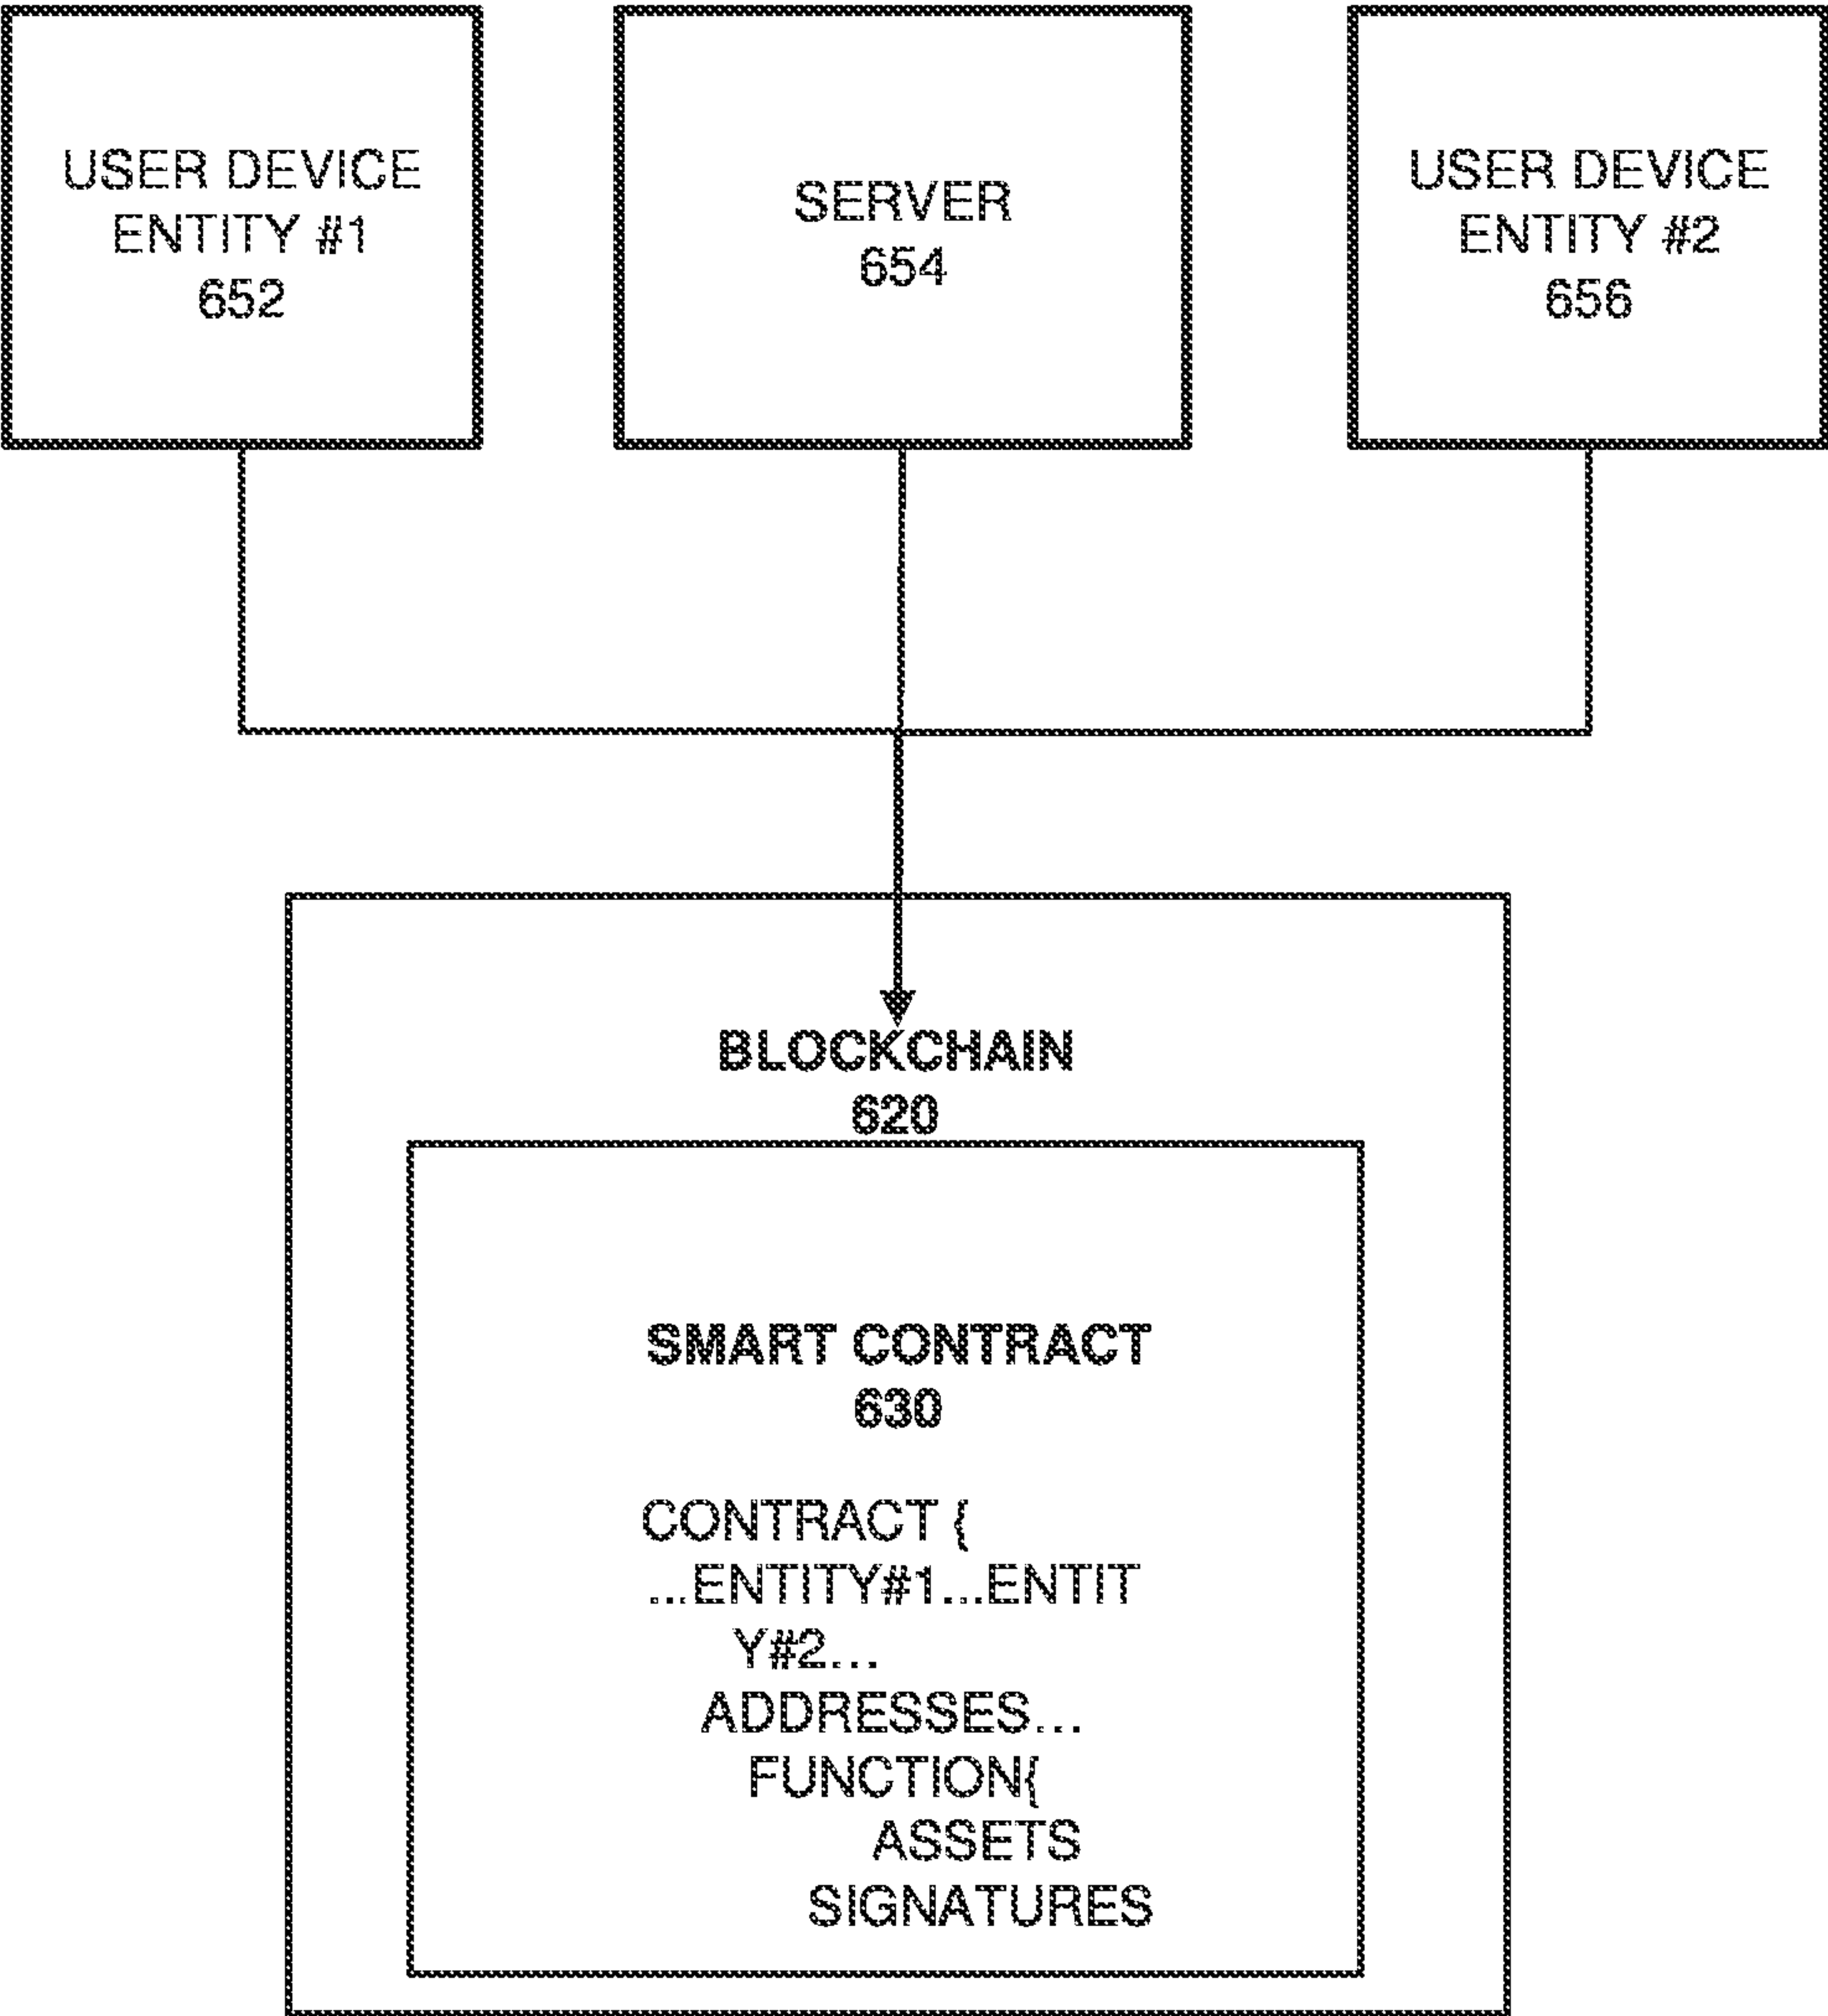 USER DEVICE
ENTITY #1
652
SERVER
654
USER DEVICE
ENTITY #2
656
BLOCKCHAIN
620
SMART CONTRACT
630
CONTRACT {
...ENTITY#1...ENTIT
Y#2...
ADDRESSES...
FUNCTION{
ASSETS
SIGNATURES